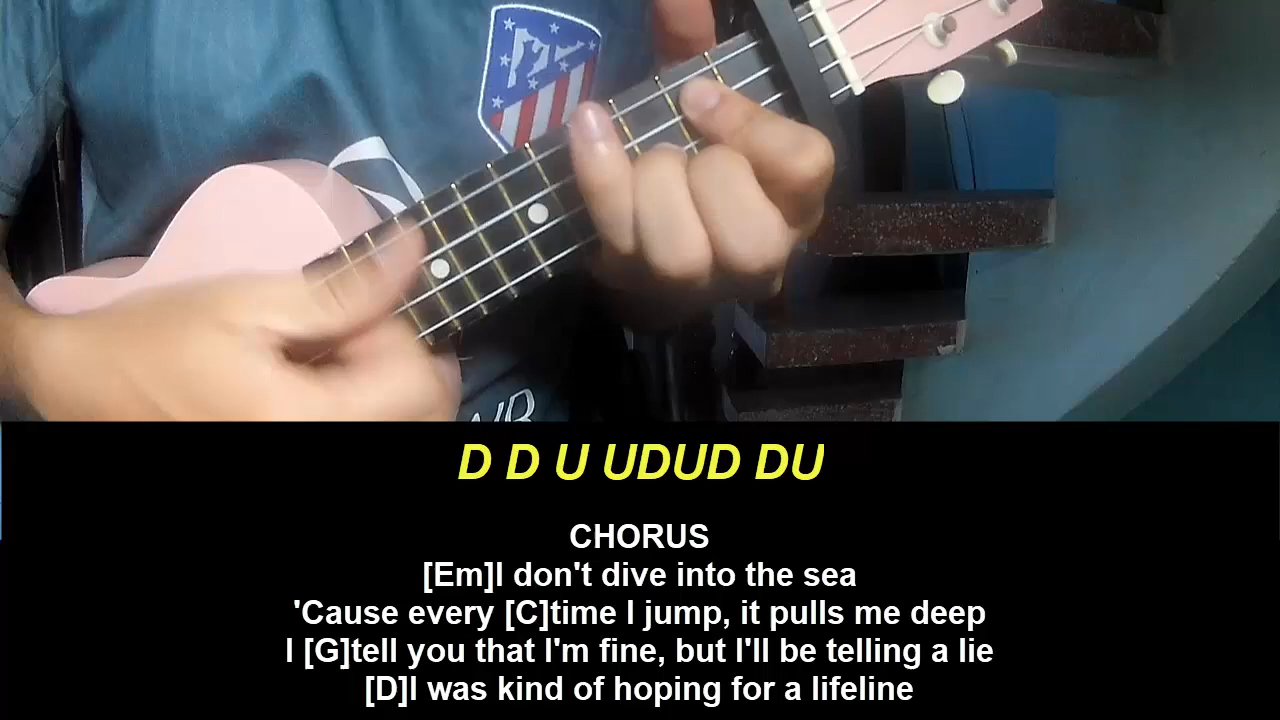 D D U UDUD DU
CHORUS
[Em]I don't dive into the sea
'Cause every [C]time I jump, it pulls me deep
I [G]tell you that I'm fine, but I'll be telling a lie
[D]I was kind of hoping for a lifeline